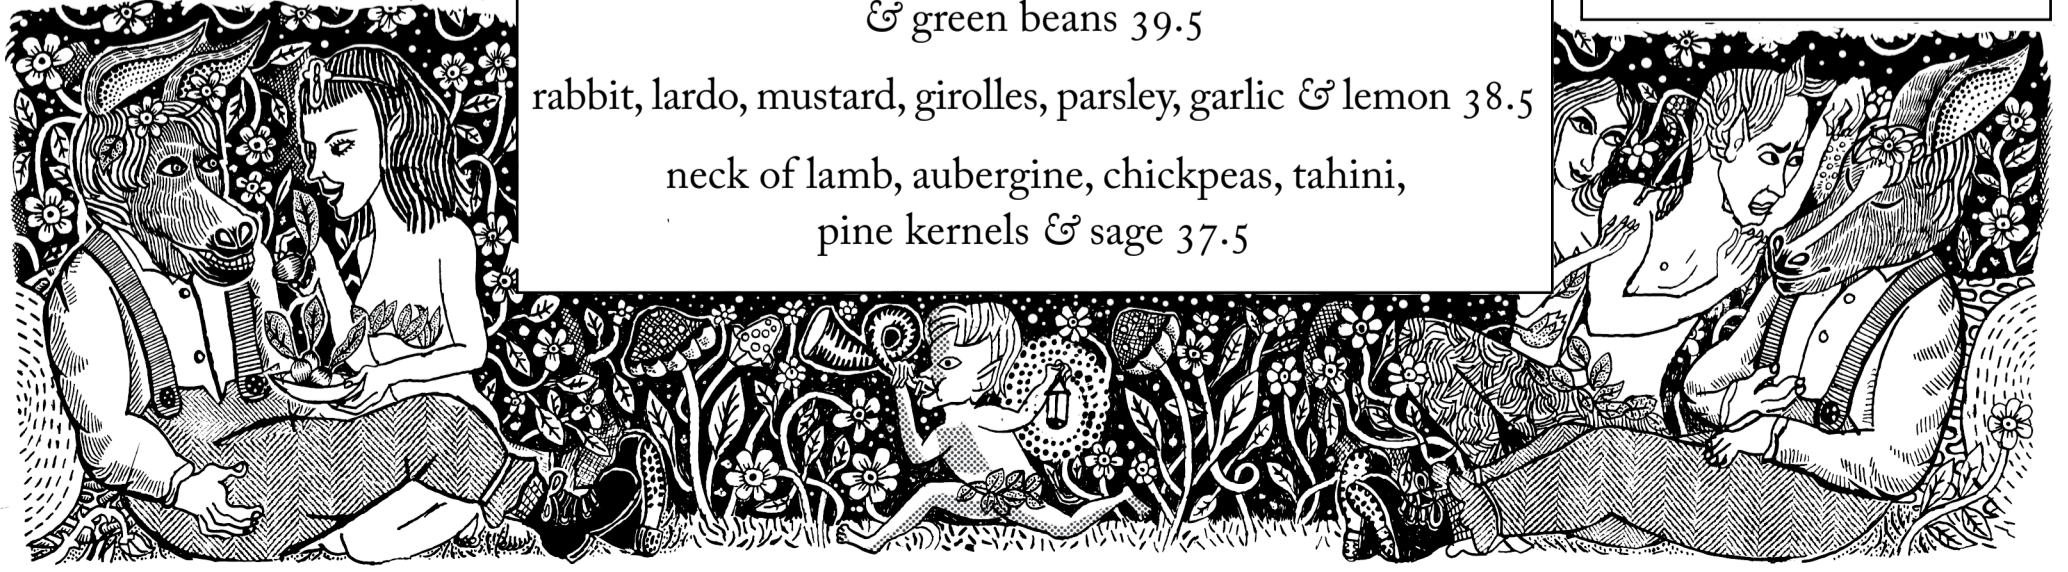 & green beans 39.5
rabbit, lardo, mustard, girolles, parsley, garlic & lemon 38.5
neck of lamb, aubergine, chickpeas, tahini,
pine kernels & sage 37.5